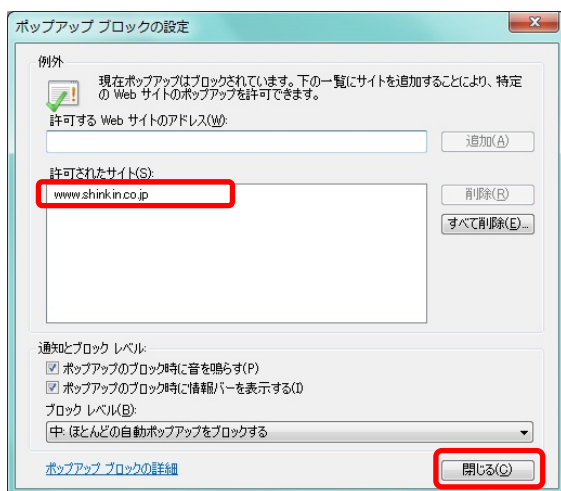 ポップアップ ブロックの設定
例外
現在ポップアップはブロックされています。下の一覧にサイトを追加することにより、特定
の Web サイトのポップアップを許可できます。
許可する Web サイトのアドレス(W):
追加(A)
許可されたサイト(S):
www.shinkin.co.jp
削除(R)
すべて削除(E)...
通知とブロック レベル:
ポップアップのブロック時に音を鳴らす(P)
ポップアップのブロック時に情報バーを表示する(I)
ブロック レベル(B):
中: ほとんどの自動ポップアップをブロックする
ポップアップ ブロックの詳細
閉じる(C)